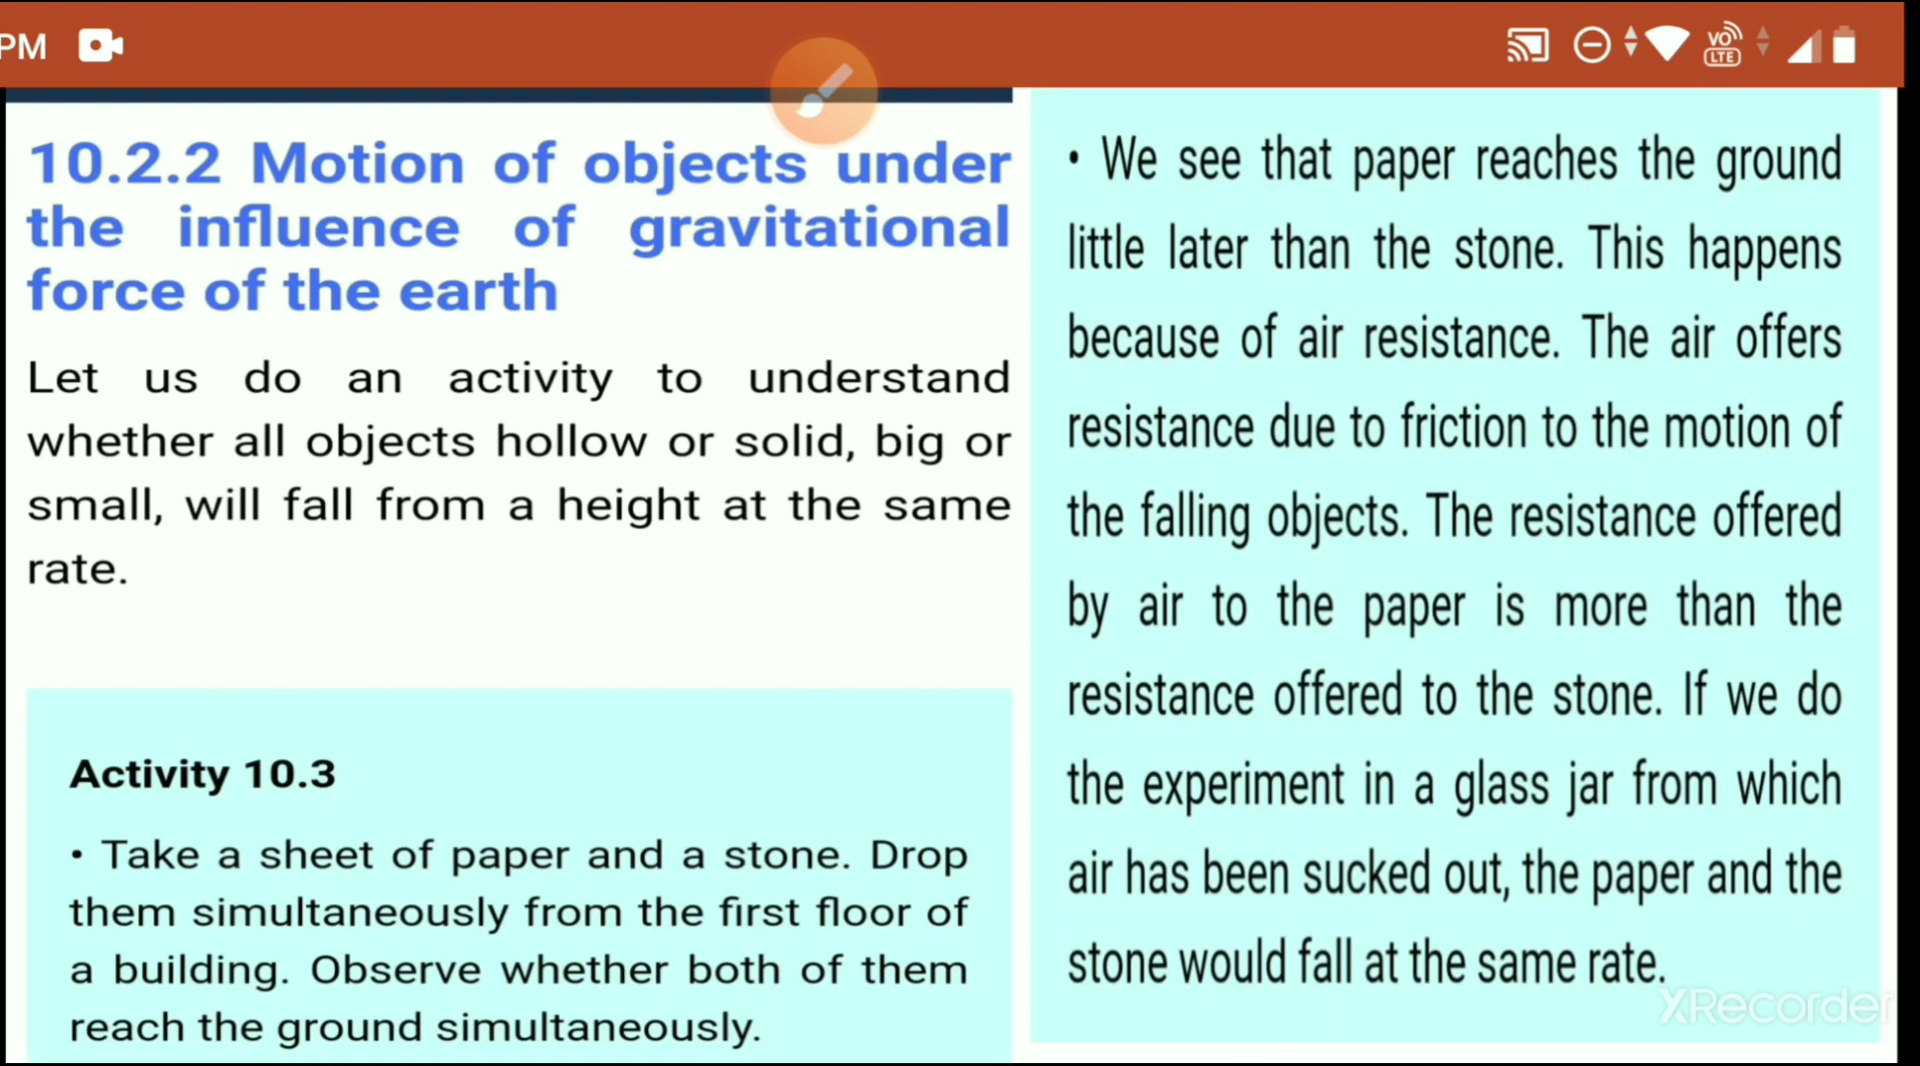 PM
VO
LTE
10.2.2 Motion of objects under
the influence of gravitational
force of the earth
Let us do an activity to understand
whether all objects hollow or solid, big or
small, will fall from a height at the same
rate.
Activity 10.3
• Take a sheet of paper and a stone. Drop
them simultaneously from the first floor of
a building. Observe whether both of them
reach the ground simultaneously.
• We see that paper reaches the ground
little later than the stone. This happens
because of air resistance. The air offers
resistance due to friction to the motion of
the falling objects. The resistance offered
by air to the paper is more than the
resistance offered to the stone. If we do
the experiment in a glass jar from which
air has been sucked out, the paper and the
stone would fall at the same rate.
XRecorder